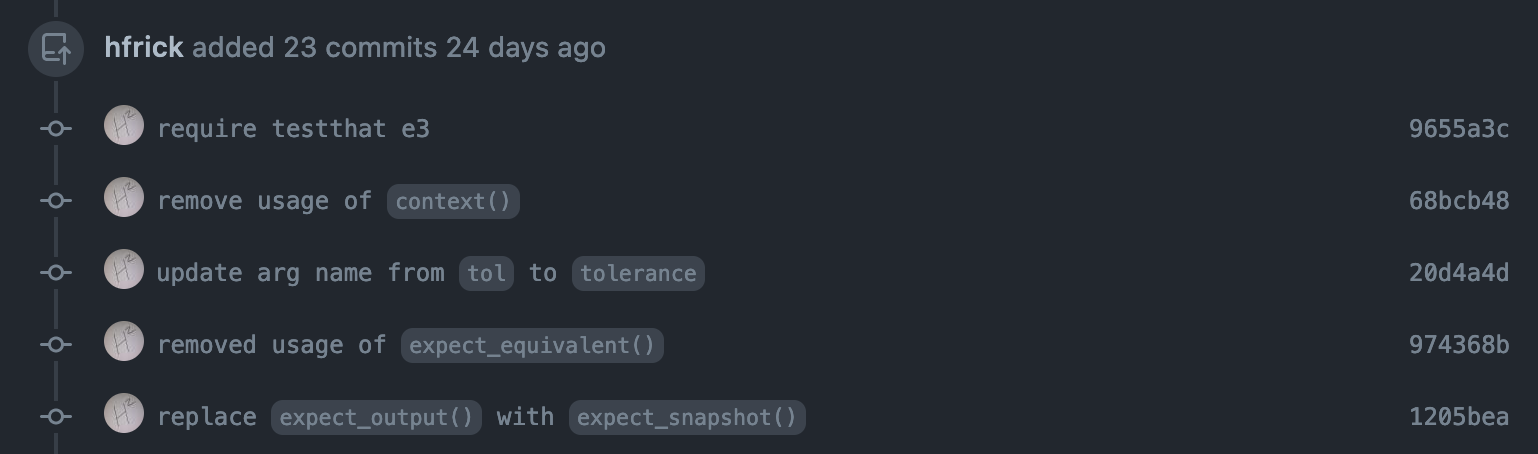 hfrick added 23 commits 24 days ago
require testthat e3 9655a3c
remove usage of context() 68bcb48
update arg name from tol to tolerance 20d4a4d
removed usage of expect_equivalent() 974368b
replace expect_output() with expect_snapshot() 1205bea